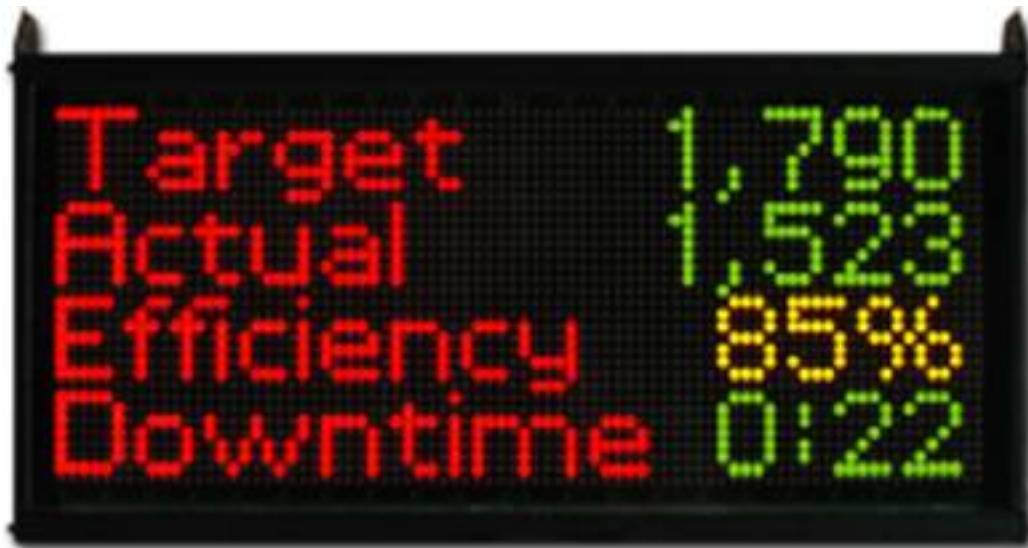 Target 1,790
Actual 1,523
Efficiency 85%
Downtime 0:22